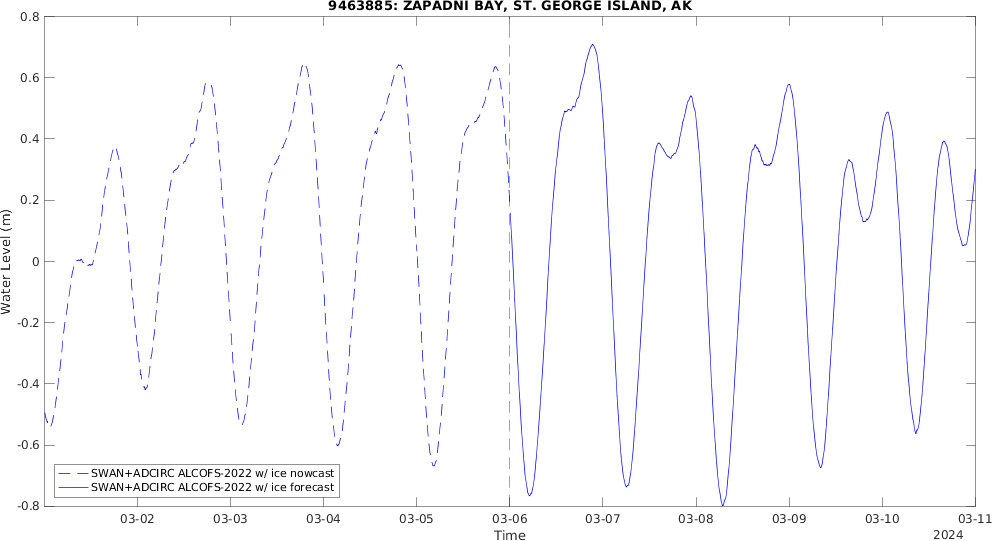 9463885: ZAPADNI BAY, ST. GEORGE ISLAND, AK
0.8
0.6
0.4
0.2
0
-0.2
-0.4
-0.6
-0.8
Water Level (m)
SWAN+ADCIRC ALCOFS-2022 w/ ice nowcast
SWAN+ADCIRC ALCOFS-2022 w/ ice forecast
03-02 03-03 03-04 03-05 03-06 03-07 03-08 03-09 03-10 03-11
Time
2024